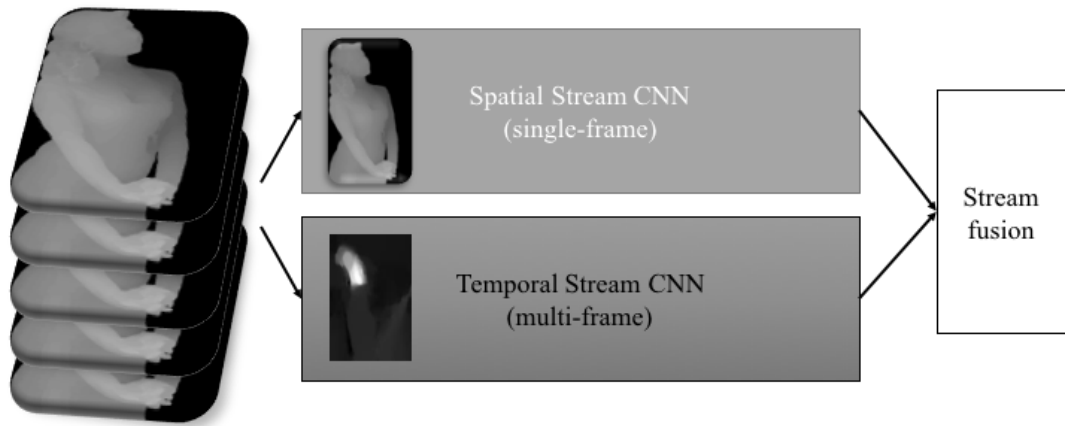 Spatial Stream CNN
(single-frame)
Temporal Stream CNN
(multi-frame)
Stream
fusion